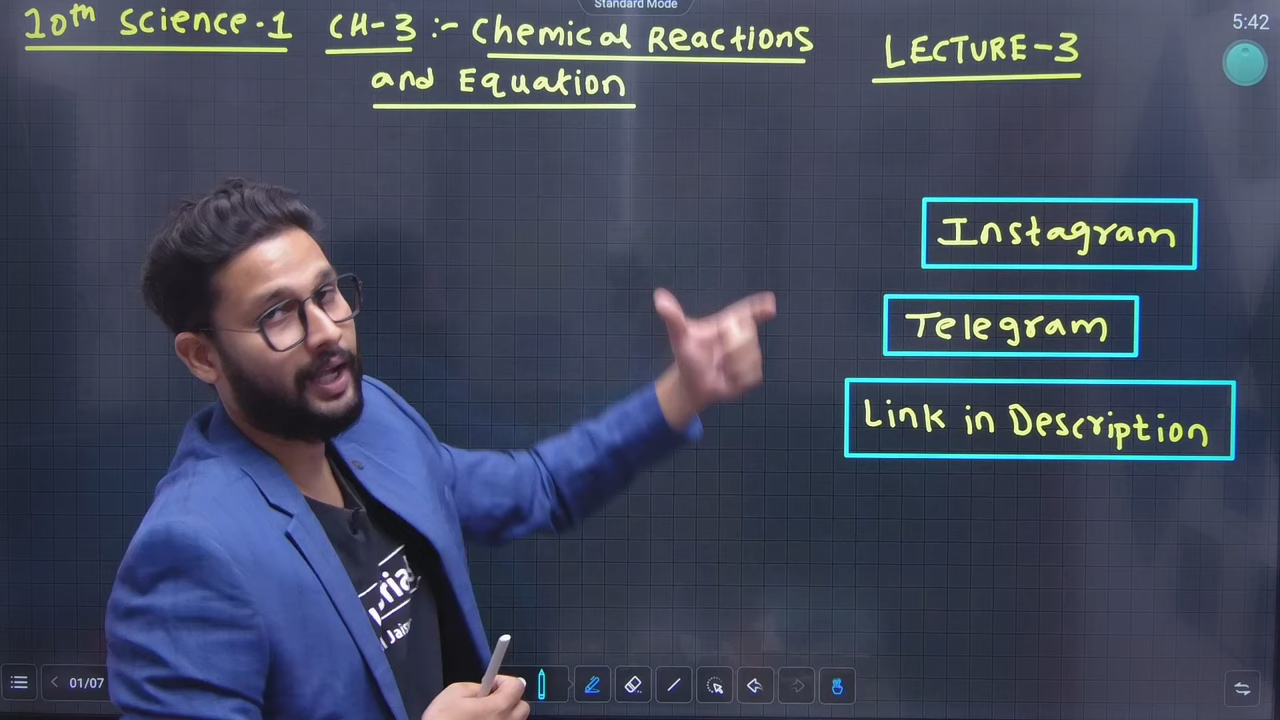 Standard Mode
5:42
10th Science-1 CH-3 :- Chemical Reactions
and Equation
LECTURE-3
Instagram
Telegram
Link in Description
01/07